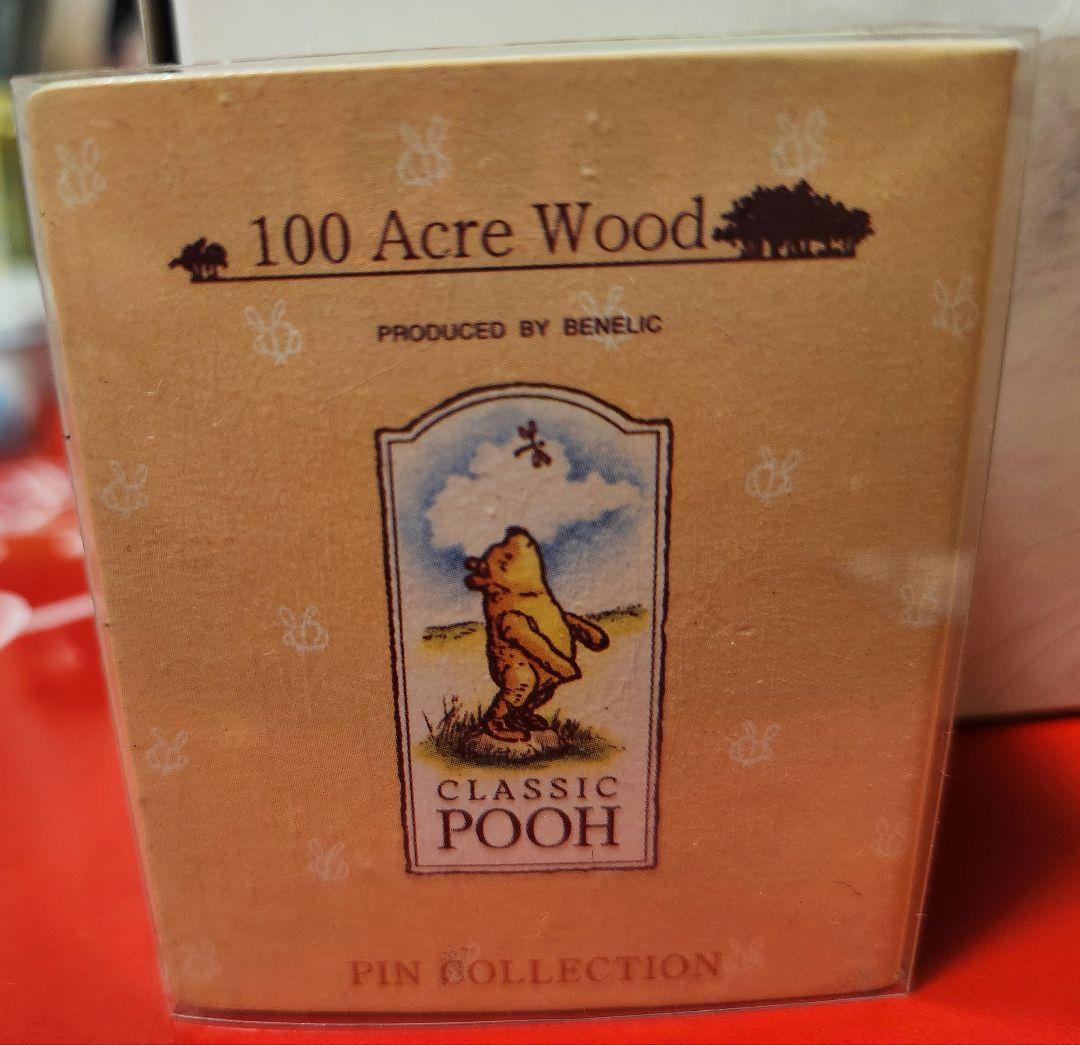 100 Acre Wood
PRODUCED BY BENELIC
CLASSIC
POOH
PIN COLLECTION